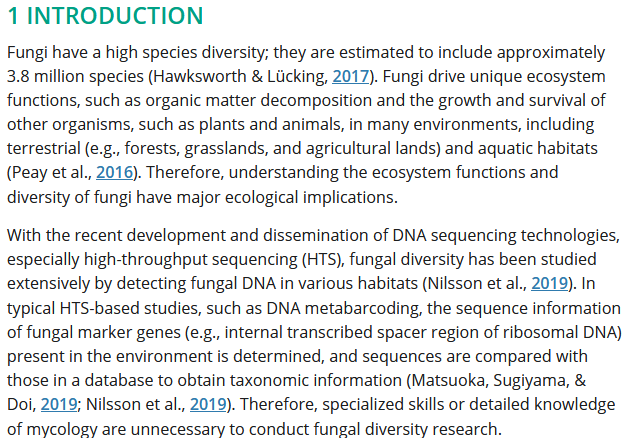 1 INTRODUCTION
Fungi have a high species diversity; they are estimated to include approximately
3.8 million species (Hawksworth & Lücking, 2017). Fungi drive unique ecosystem
functions, such as organic matter decomposition and the growth and survival of
other organisms, such as plants and animals, in many environments, including
terrestrial (e.g., forests, grasslands, and agricultural lands) and aquatic habitats
(Peay et al., 2016). Therefore, understanding the ecosystem functions and
diversity of fungi have major ecological implications.
With the recent development and dissemination of DNA sequencing technologies,
especially high-throughput sequencing (HTS), fungal diversity has been studied
extensively by detecting fungal DNA in various habitats (Nilsson et al., 2019). In
typical HTS-based studies, such as DNA metabarcoding, the sequence information
of fungal marker genes (e.g., internal transcribed spacer region of ribosomal DNA)
present in the environment is determined, and sequences are compared with
those in a database to obtain taxonomic information (Matsuoka, Sugiyama, &
Doi, 2019; Nilsson et al., 2019). Therefore, specialized skills or detailed knowledge
of mycology are unnecessary to conduct fungal diversity research.